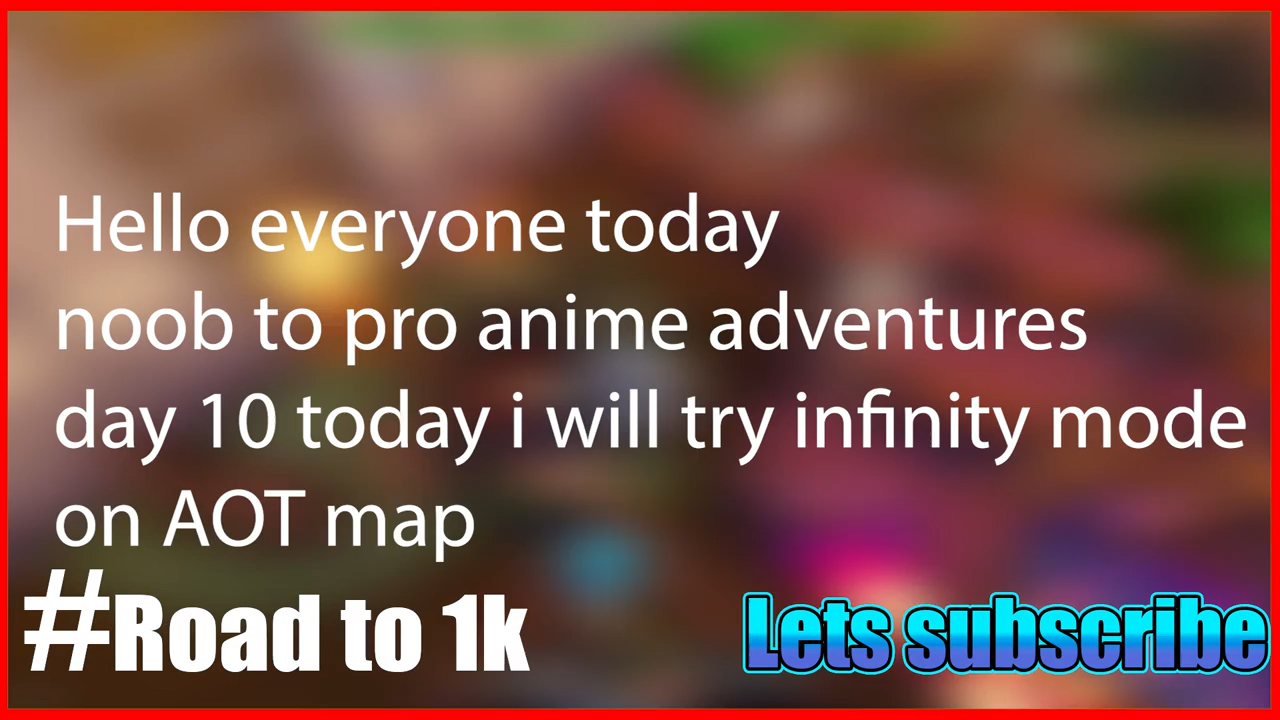 Hello everyone today
noob to pro anime adventures
day 10 today i will try infinity mode
on AOT map
#Road to 1k
Lets subscribe